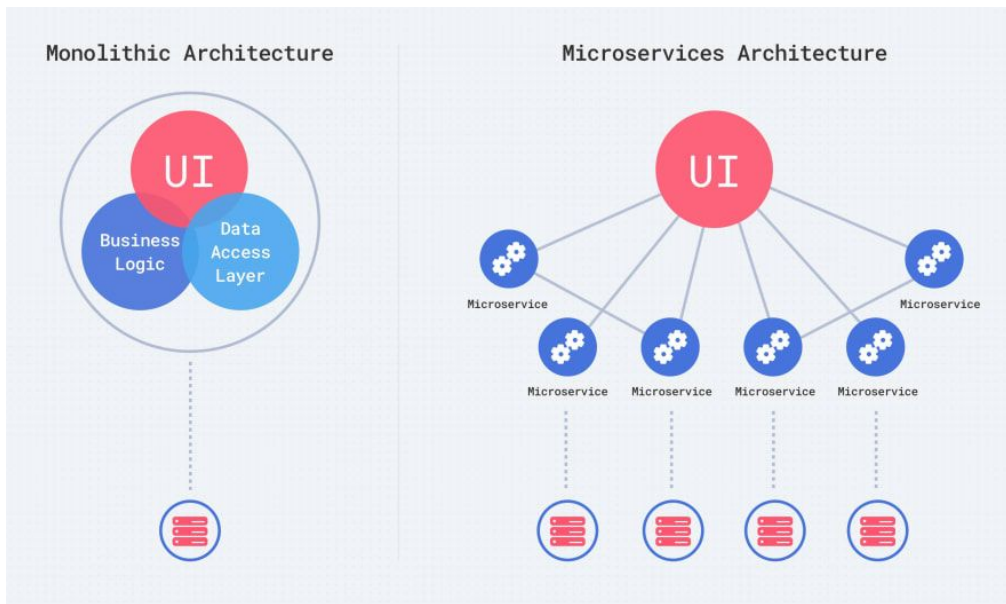 Monolithic Architecture
Microservices Architecture
UI
Business
Logic
Data
Access
Layer
UI
Microservice
Microservice
Microservice
Microservice
Microservice
Microservice